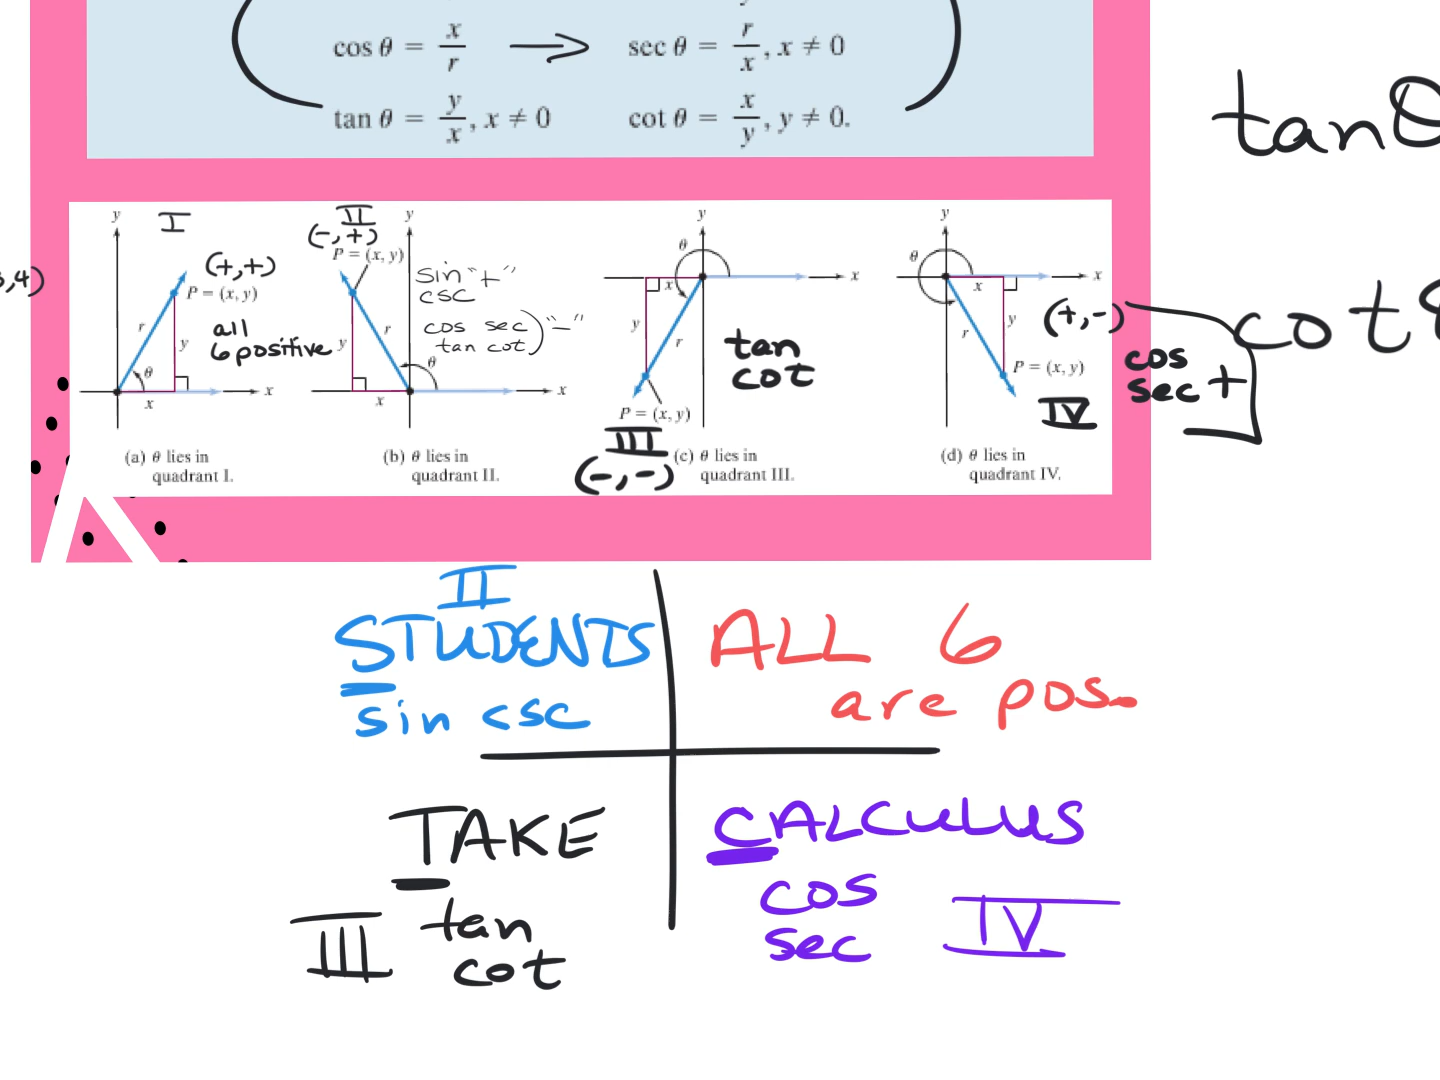 cos θ = x/r → sec θ = r/x, x ≠ 0
tan θ = y/x, x ≠ 0 cot θ = x/y, y ≠ 0.
tanθ
cot
,4)
y I
(+,+)
P = (x, y)
r
all
6 positive
y
θ
x
x
(a) θ lies in
quadrant I.
II
(-,+)
y
P = (x, y)
sin "+"
csc
cos sec
tan cot) "-"
y
r
θ
x
x
(b) θ lies in
quadrant II.
y
θ
x
x
y
r
tan
cot
P = (x, y)
III
(-,-)
(c) θ lies in
quadrant III.
y
θ
x
x
r
y
(+,-)
P = (x, y)
cos
sec +
IV
(d) θ lies in
quadrant IV.
II
STUDENTS
sin csc
ALL 6
are pos.
TAKE
III
tan
cot
CALCULUS
cos
sec
IV